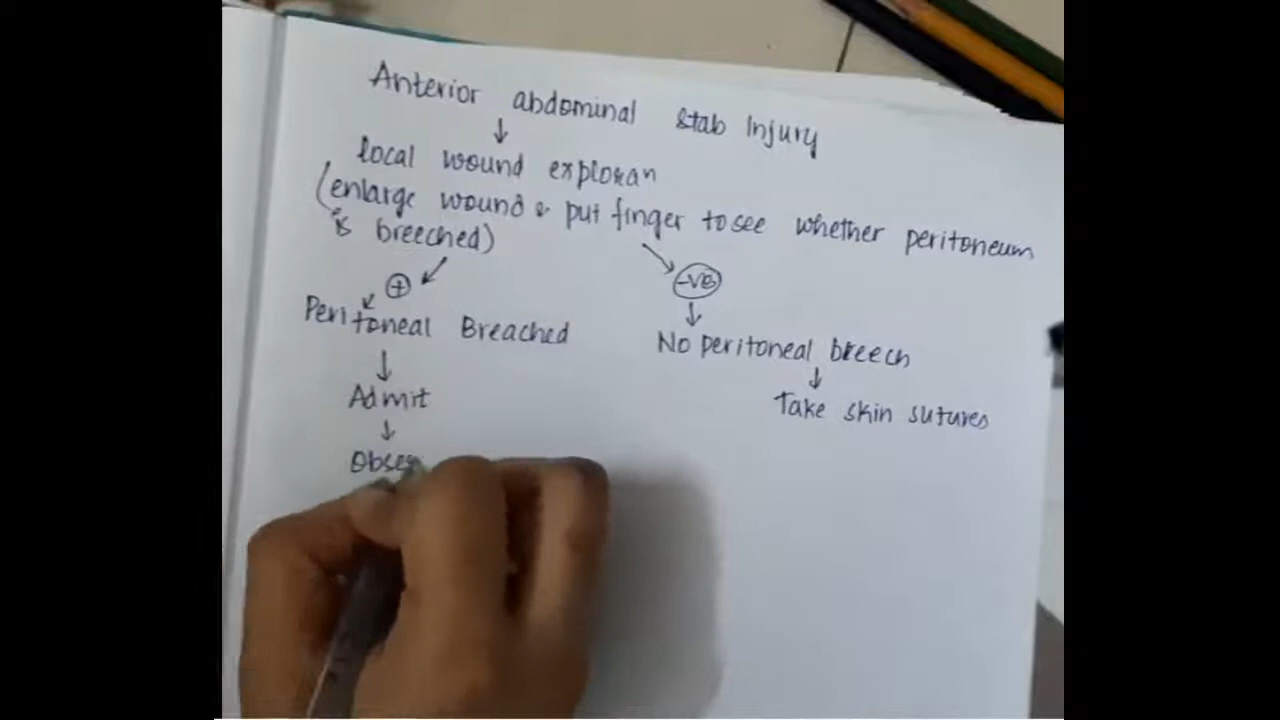 Anterior abdominal stab Injury
local wound exploran
(enlarge wound & put finger to see whether peritoneum
is breeched)
+
-ve
Peritoneal Breached
No peritoneal breech
Admit
Take skin sutures
Obser